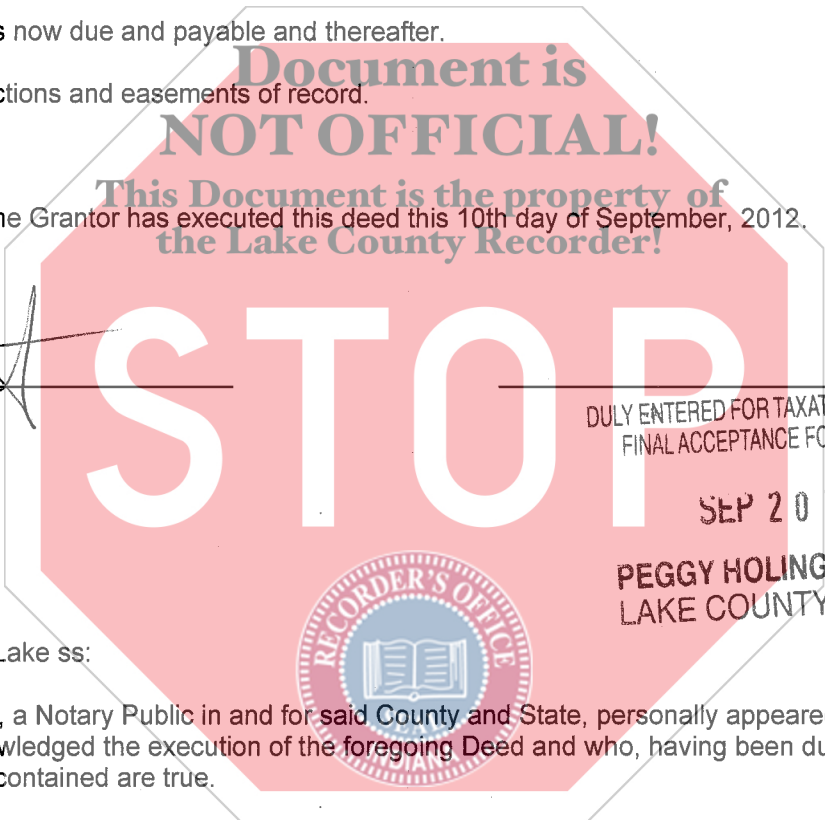 s now due and payable and thereafter.
Document is
ctions and easements of record.
NOT OFFICIAL!
This Document is the property of
ne Grantor has executed this deed this 10th day of September, 2012.
the Lake County Recorder!
STOP
DULY ENTERED FOR TAXAT
FINAL ACCEPTANCE FO
SEP 20
PEGGY HOLING
LAKE COUNTY
RECORDER'S OFFICE
Lake ss:
, a Notary Public in and for said County and State, personally appeare
SEAL
wledged the execution of the foregoing Deed and who, having been du
INDIANA
contained are true.